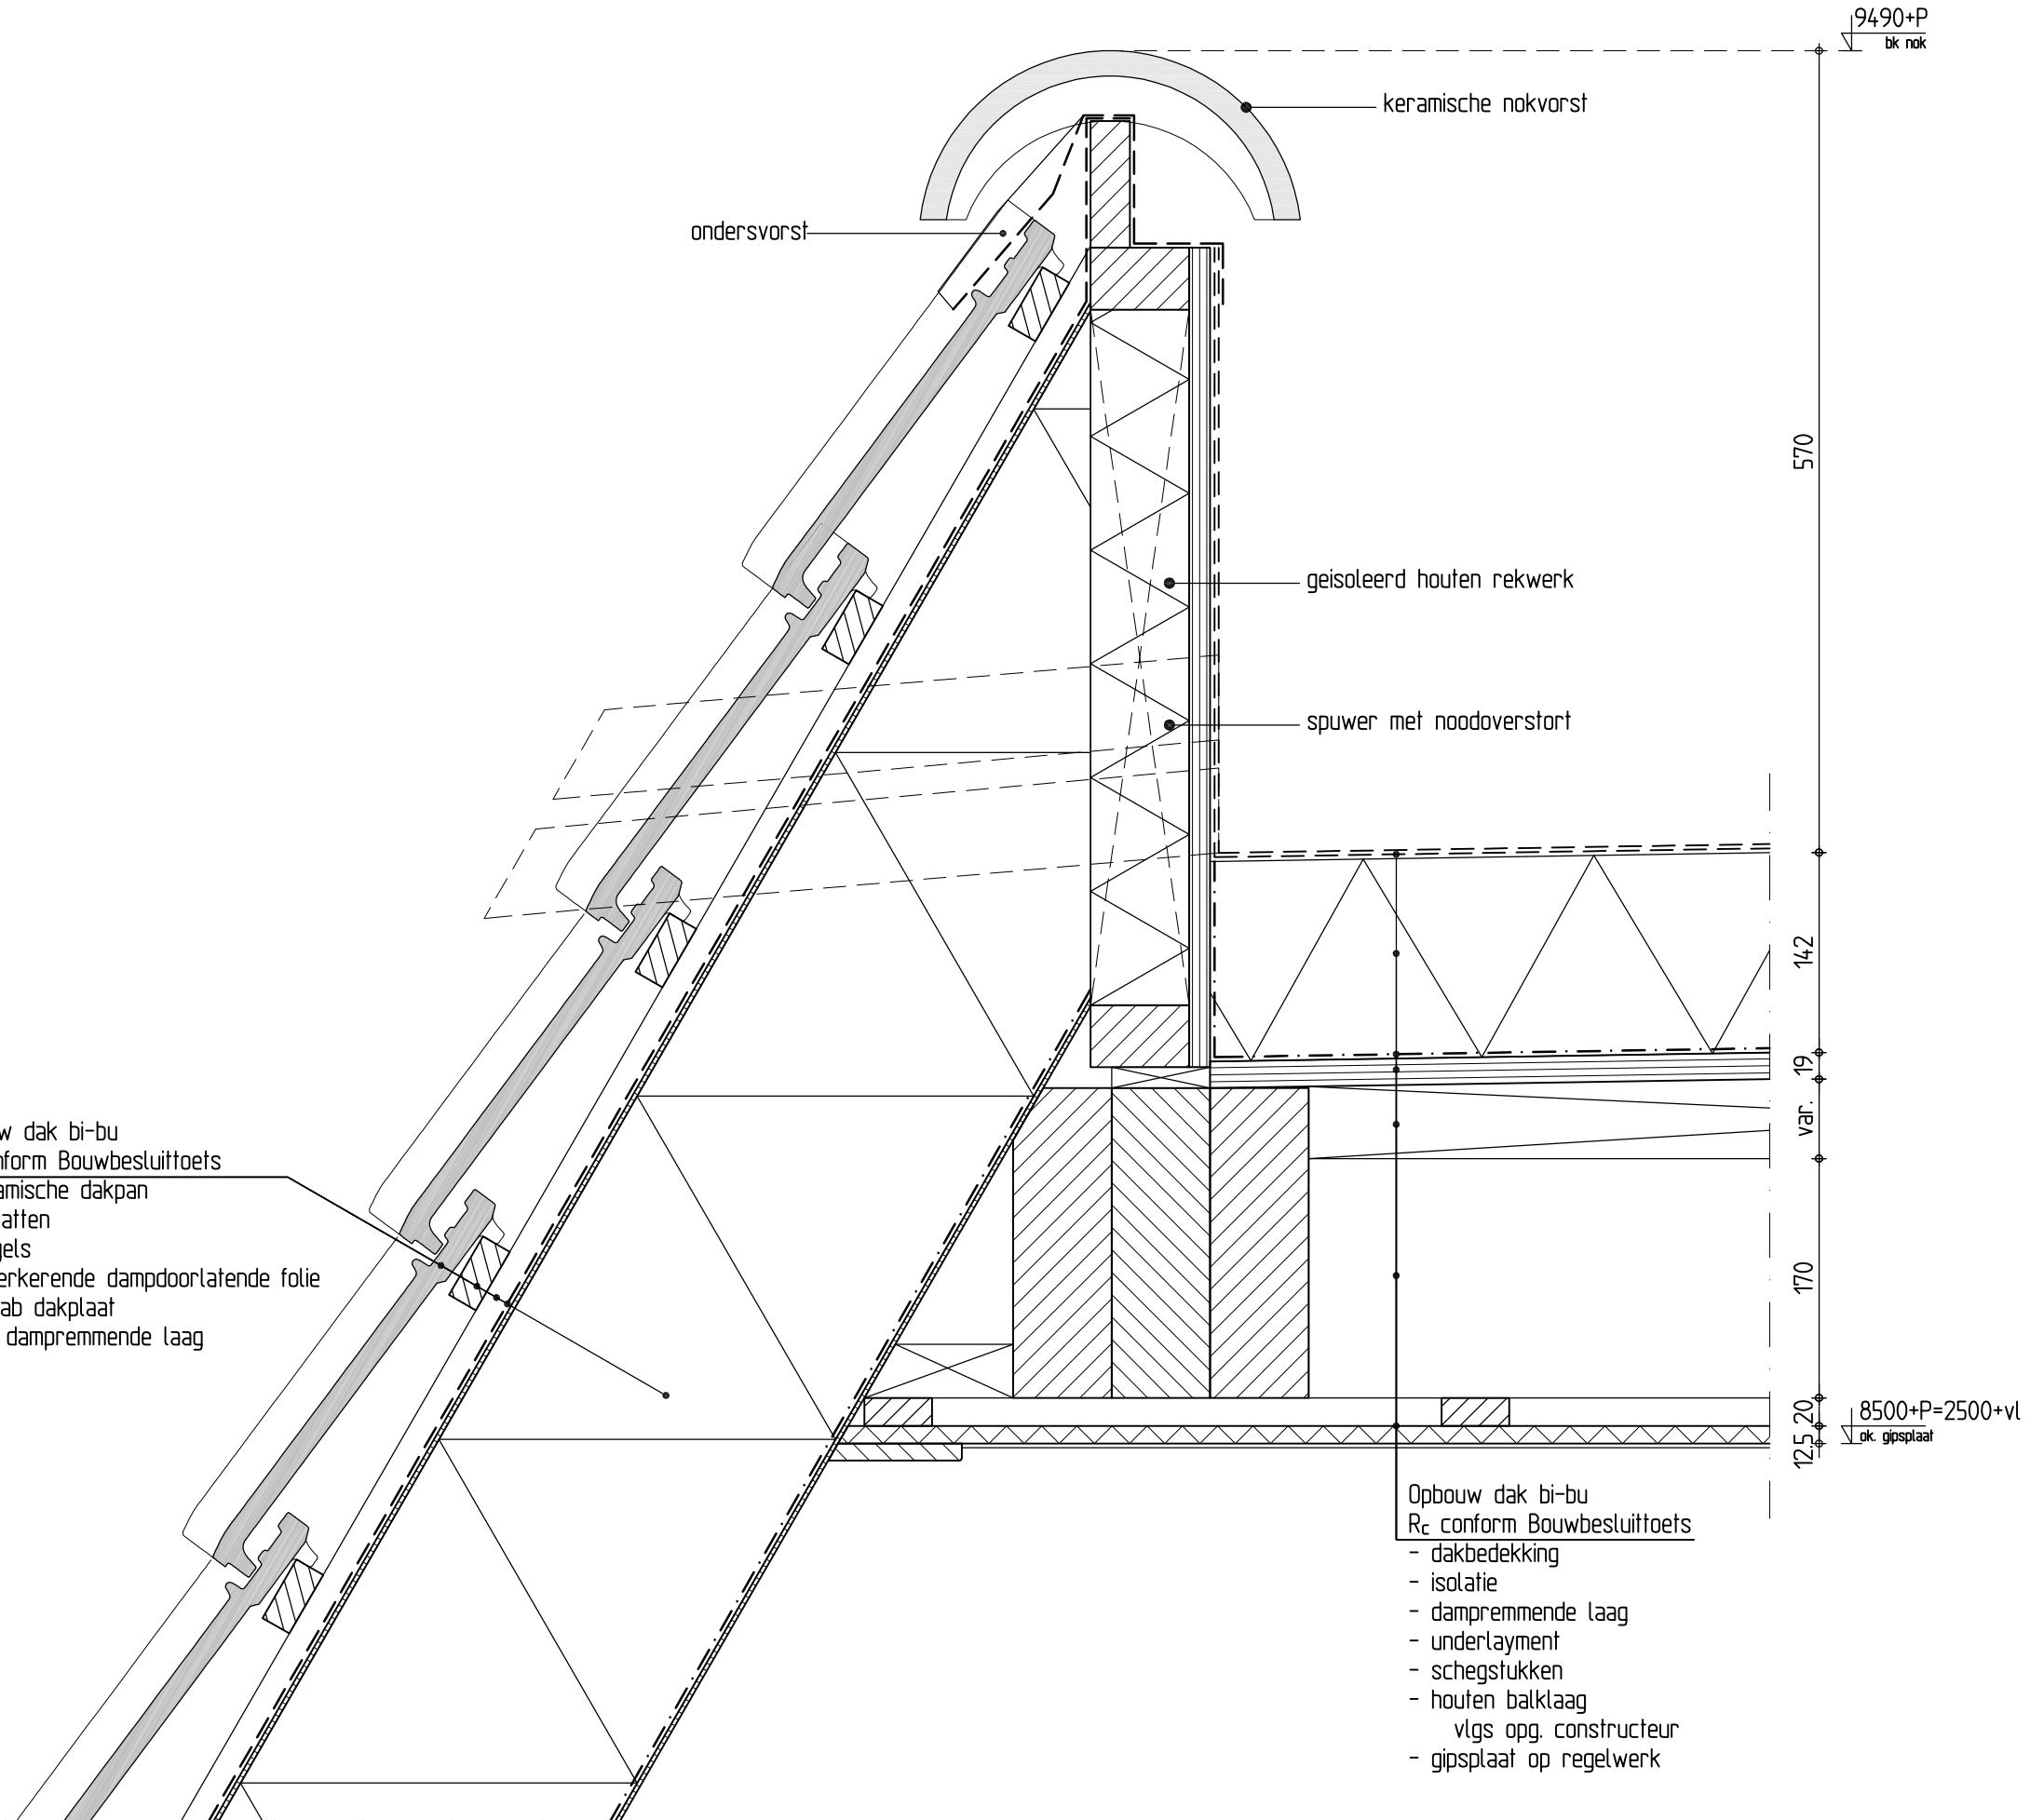 9490+P
bk nok
keramische nokvorst
ondersvorst
570
geisoleerd houten rekwerk
spuwer met noodoverstort
142
19
var.
170
20
12.5
8500+P=2500+vl
ok. gipsplaat
w dak bi-bu
nform Bouwbesluittoets
amische dakpan
latten
gels
erkerende dampdoorlatende folie
ab dakplaat
dampremmende laag
Opbouw dak bi-bu
Rc conform Bouwbesluittoets
- dakbedekking
- isolatie
- dampremmende laag
- underlayment
- schegstukken
- houten balklaag
vlgs opg. constructeur
- gipsplaat op regelwerk